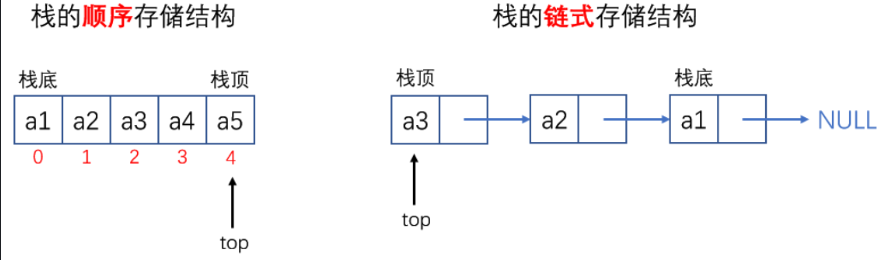 栈的顺序存储结构
栈底 栈顶
a1 a2 a3 a4 a5
0 1 2 3 4
top
栈的链式存储结构
栈顶 栈底
a3 a2 a1 NULL
top